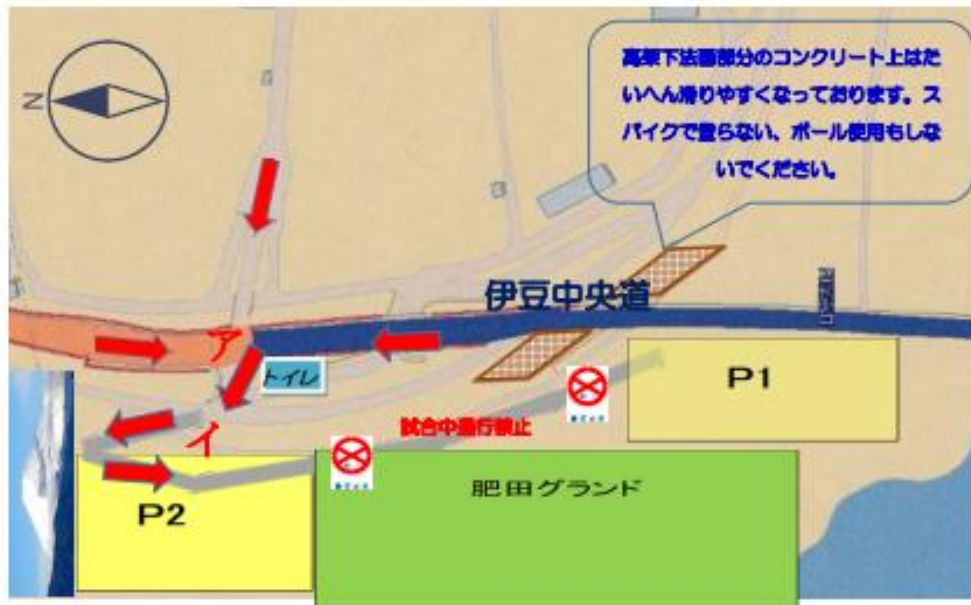 高架下法面部分のコンクリート上はた
いへん滑りやすくなっております。ス
パイクで登らない、ボール使用もしな
いでください。
N
伊豆中央道
ア
トイレ
P1
イ
試合中通行禁止
肥田グランド
P2